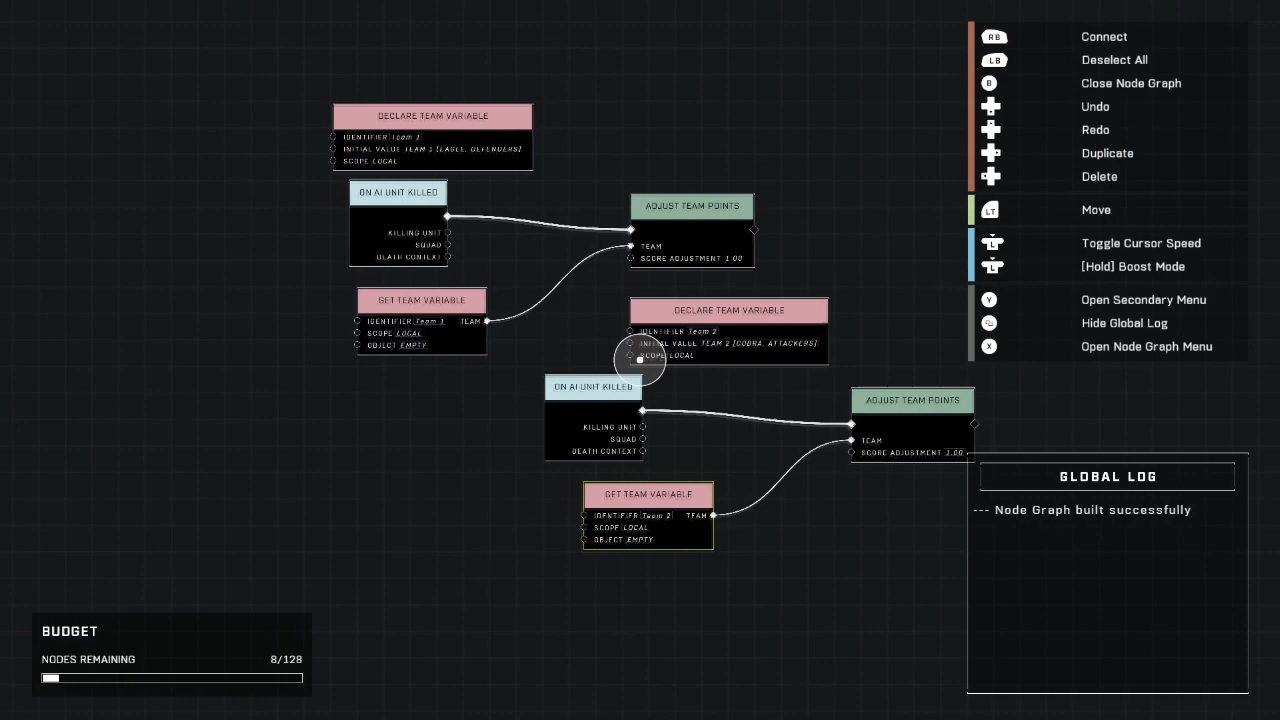 DECLARE TEAM VARIABLE
IDENTIFIER Team 1
INITIAL VALUE TEAM 1 [EAGLE, DEFENDERS]
SCOPE LOCAL
ON AI UNIT KILLED
KILLING UNIT
SQUAD
DEATH CONTEXT
ADJUST TEAM POINTS
TEAM
SCORE ADJUSTMENT 1.00
GET TEAM VARIABLE
IDENTIFIER Team 1 TEAM
SCOPE LOCAL
OBJECT EMPTY
DECLARE TEAM VARIABLE
IDENTIFIER Team 2
INITIAL VALUE TEAM 2 [COBRA, ATTACKERS]
SCOPE LOCAL
ON AI UNIT KILLED
KILLING UNIT
SQUAD
DEATH CONTEXT
ADJUST TEAM POINTS
TEAM
SCORE ADJUSTMENT 1.00
GET TEAM VARIABLE
IDENTIFIER Team 2 TEAM
SCOPE LOCAL
OBJECT EMPTY
RB Connect
LB Deselect All
B Close Node Graph
Undo
Redo
Duplicate
Delete
LT Move
L Toggle Cursor Speed
L [Hold] Boost Mode
Y Open Secondary Menu
Hide Global Log
X Open Node Graph Menu
GLOBAL LOG
--- Node Graph built successfully
BUDGET
NODES REMAINING 8/128